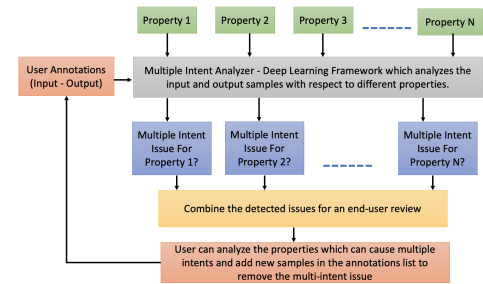 Property 1
Property 2
Property 3
Property N
User Annotations
(Input - Output)
Multiple Intent Analyzer - Deep Learning Framework which analyzes the
input and output samples with respect to different properties.
Multiple Intent
Issue For
Property 1?
Multiple Intent
Issue For
Property 2?
Multiple Intent
Issue For
Property N?
Combine the detected issues for an end-user review
User can analyze the properties which can cause multiple
intents and add new samples in the annotations list to
remove the multi-intent issue